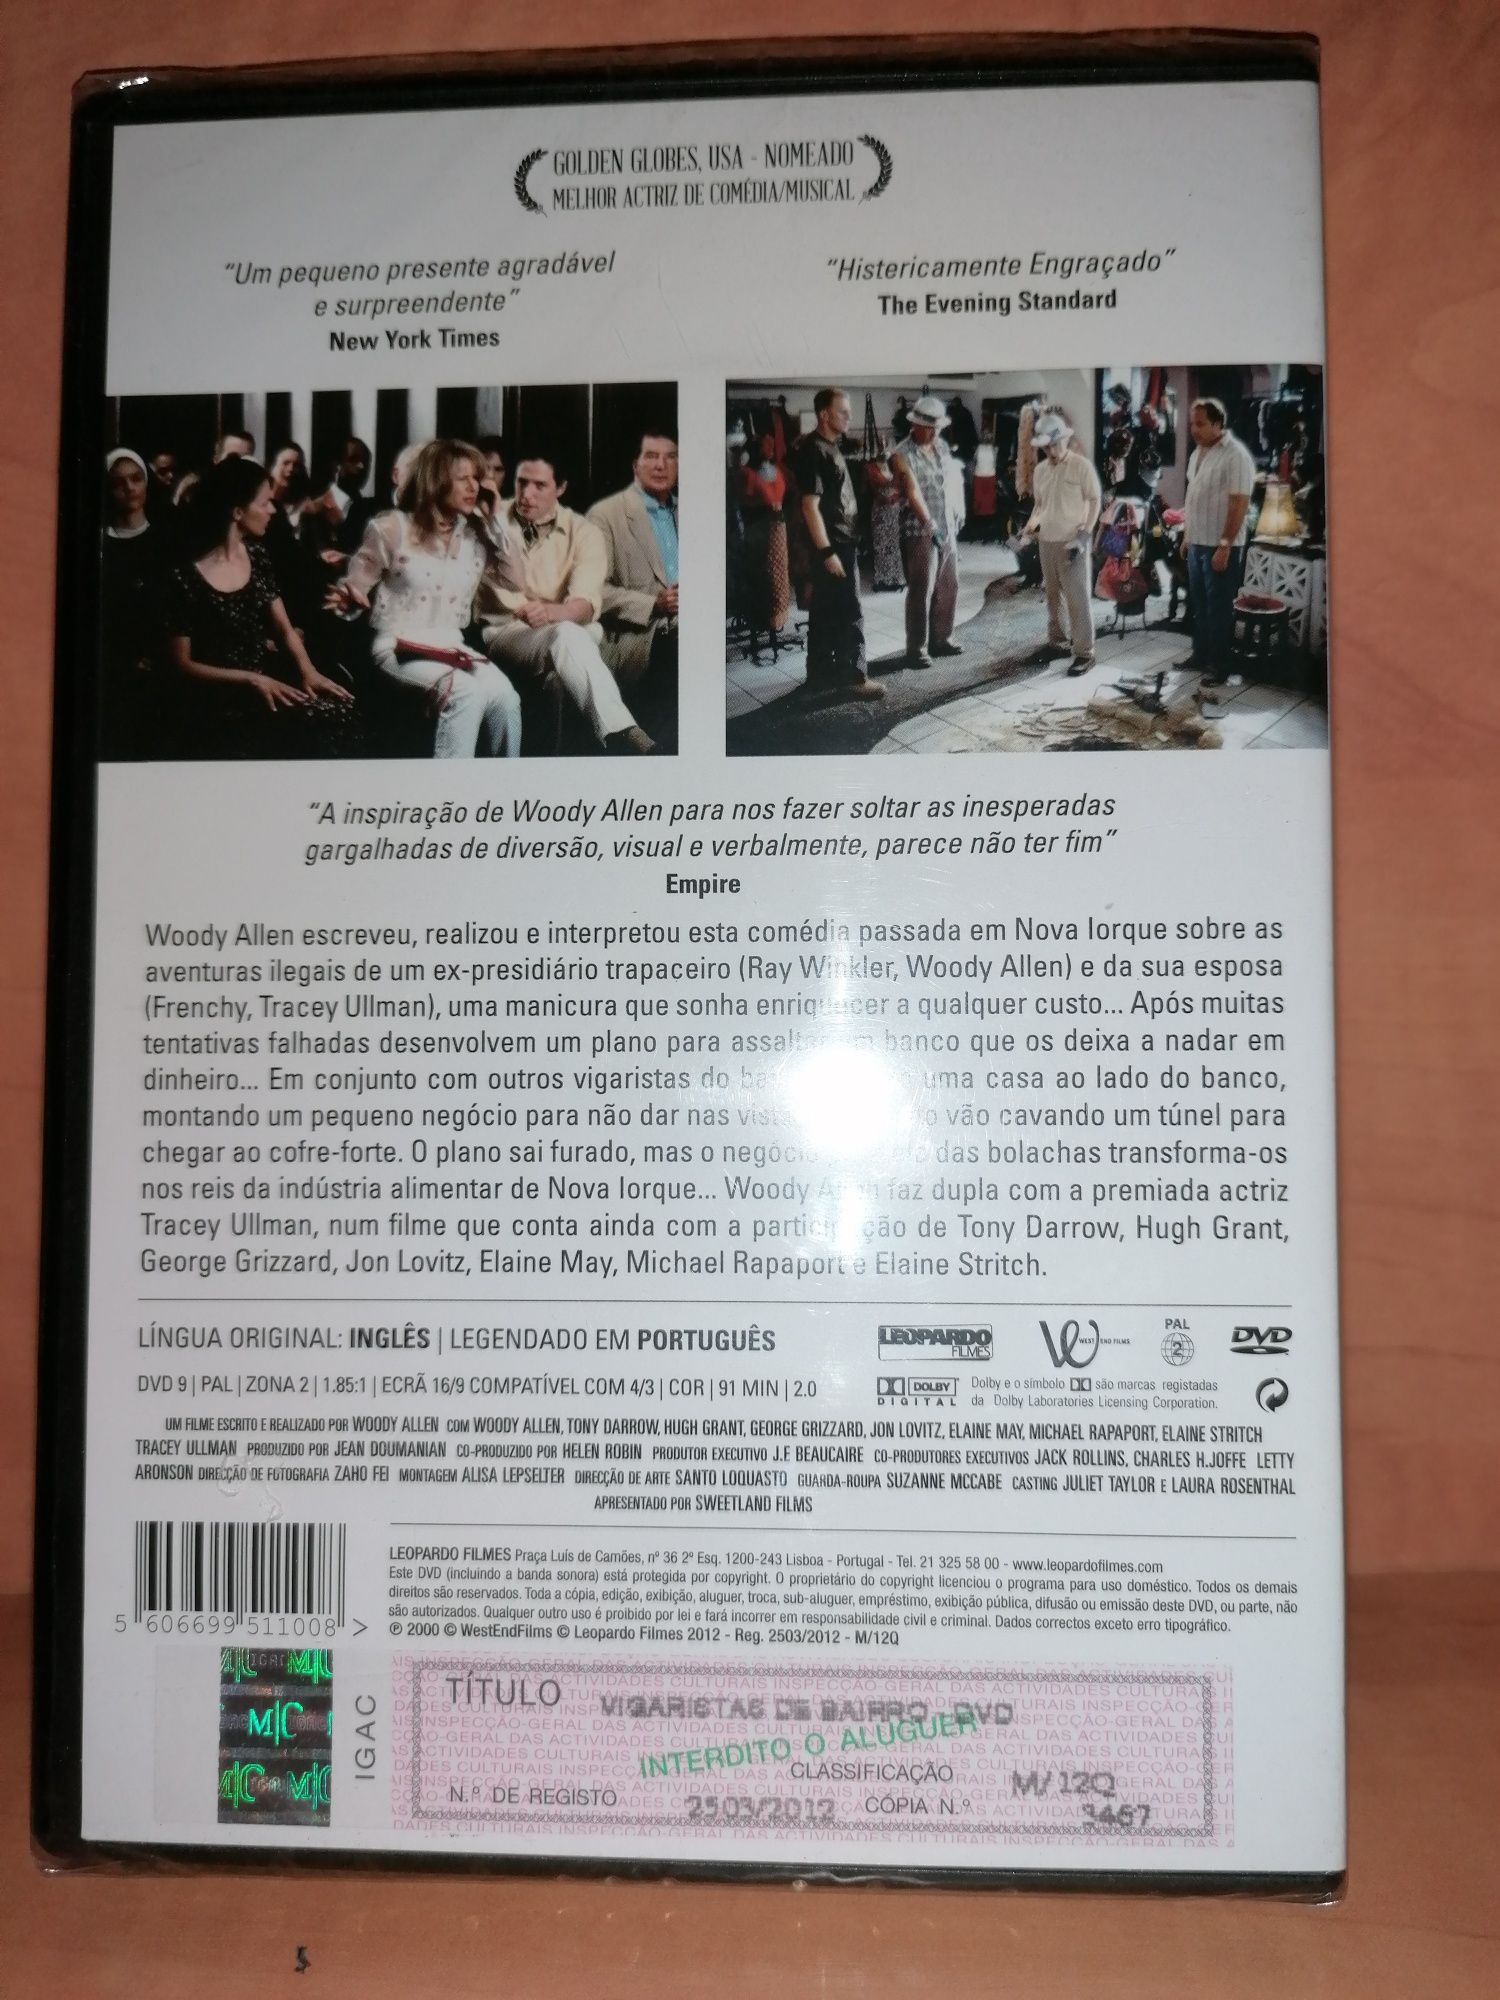 GOLDEN GLOBES, USA - NOMEADO
MELHOR ACTRIZ DE COMÉDIA/MUSICAL
"Um pequeno presente agradável
e surpreendente"
New York Times
"Histericamente Engraçado"
The Evening Standard
"A inspiração de Woody Allen para nos fazer soltar as inesperadas
gargalhadas de diversão, visual e verbalmente, parece não ter fim"
Empire
Woody Allen escreveu, realizou e interpretou esta comédia passada em Nova Iorque sobre as
aventuras ilegais de um ex-presidiário trapaceiro (Ray Winkler, Woody Allen) e da sua esposa
(Frenchy, Tracey Ullman), uma manicura que sonha enriquecer a qualquer custo... Após muitas
tentativas falhadas desenvolvem um plano para assaltar um banco que os deixa a nadar em
dinheiro... Em conjunto com outros vigaristas do uma casa ao lado do banco,
montando um pequeno negócio para não dar nas vão cavando um túnel para
chegar ao cofre-forte. O plano sai furado, mas o negócio das bolachas transforma-os
nos reis da indústria alimentar de Nova Iorque... Woody Allen faz dupla com a premiada actriz
Tracey Ullman, num filme que conta ainda com a participação de Tony Darrow, Hugh Grant,
George Grizzard, Jon Lovitz, Elaine May, Michael Rapaport e Elaine Stritch.
LÍNGUA ORIGINAL: INGLÊS | LEGENDADO EM PORTUGUÊS
LEOPARDO FILMES
WEST END FILMS
PAL
2
DVD
DVD 9 | PAL | ZONA 2 | 1.85:1 | ECRÃ 16/9 COMPATÍVEL COM 4/3 | COR | 91 MIN | 2.0
DOLBY DIGITAL
Dolby e o símbolo são marcas registadas
da Dolby Laboratories Licensing Corporation.
UM FILME ESCRITO E REALIZADO POR WOODY ALLEN COM WOODY ALLEN, TONY DARROW, HUGH GRANT, GEORGE GRIZZARD, JON LOVITZ, ELAINE MAY, MICHAEL RAPAPORT, ELAINE STRITCH
TRACEY ULLMAN PRODUZIDO POR JEAN DOUMANIAN CO-PRODUZIDO POR HELEN ROBIN PRODUTOR EXECUTIVO J.F BEAUCAIRE CO-PRODUTORES EXECUTIVOS JACK ROLLINS, CHARLES H.JOFFE LETTY
ARONSON DIRECÇÃO DE FOTOGRAFIA ZAHO FEI MONTAGEM ALISA LEPSELTER DIRECÇÃO DE ARTE SANTO LOQUASTO GUARDA-ROUPA SUZANNE MCCABE CASTING JULIET TAYLOR E LAURA ROSENTHAL
APRESENTADO POR SWEETLAND FILMS
LEOPARDO FILMES Praça Luís de Camões, nº 36 2º Esq. 1200-243 Lisboa - Portugal - Tel. 21 325 58 00 - www.leopardofilmes.com
Este DVD (incluindo a banda sonora) está protegida por copyright. O proprietário do copyright licenciou o programa para uso doméstico. Todos os demais
direitos são reservados. Toda a cópia, edição, exibição, aluguer, troca, sub-aluguer, empréstimo, exibição pública, difusão ou emissão deste DVD, ou parte, não
são autorizados. Qualquer outro uso é proibido por lei e fará incorrer em responsabilidade civil e criminal. Dados correctos exceto erro tipográfico.
℗ 2000 © WestEndFilms © Leopardo Filmes 2012 - Reg. 2503/2012 - M/12Q
5 606699 511008 >
M|C
IGAC
TÍTULO VIGARISTAS DE BAIRRO, DVD
INTERDITO O ALUGUER
CLASSIFICAÇÃO M/12Q
N.º DE REGISTO 2503/2012 CÓPIA N.º 3467
INSPECÇÃO-GERAL DAS ACTIVIDADES CULTURAIS